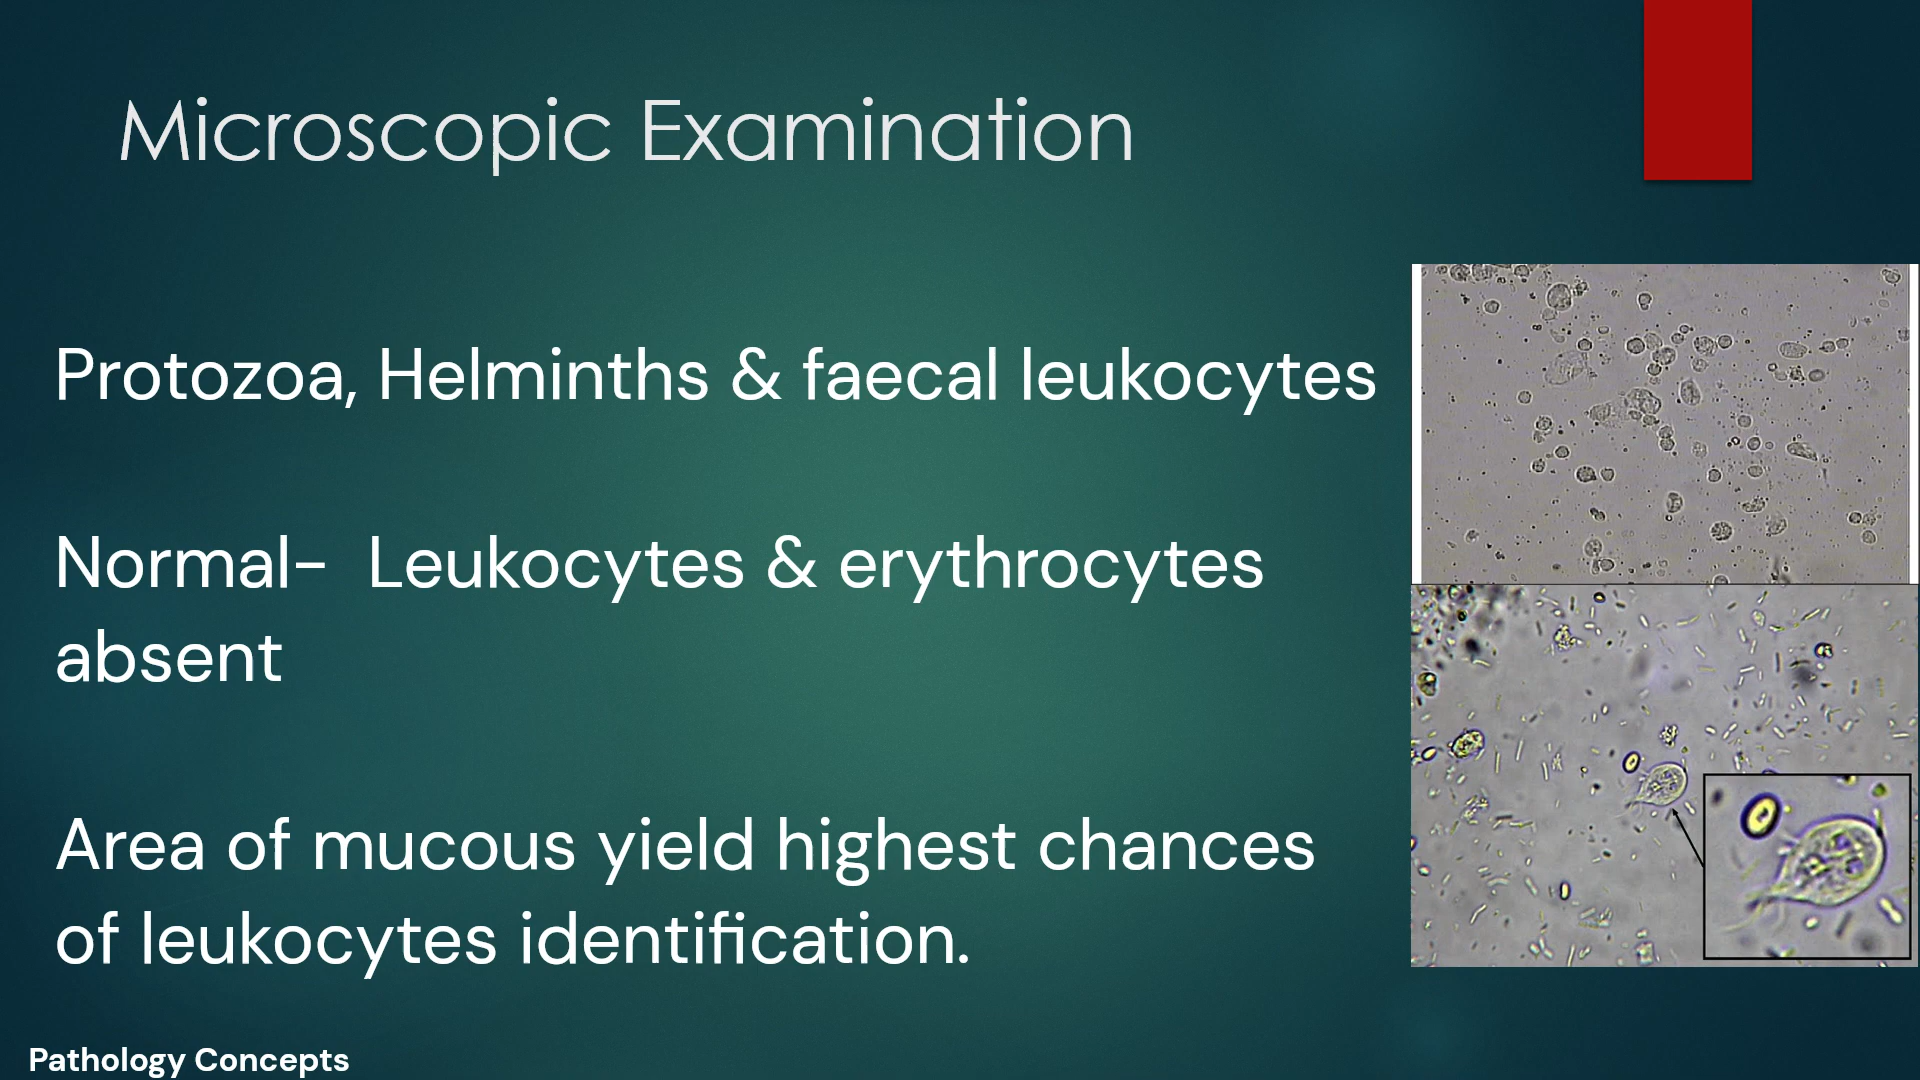 Microscopic Examination
Protozoa, Helminths & faecal leukocytes
Normal-  Leukocytes & erythrocytes
absent
Area of mucous yield highest chances
of leukocytes identification.
Pathology Concepts